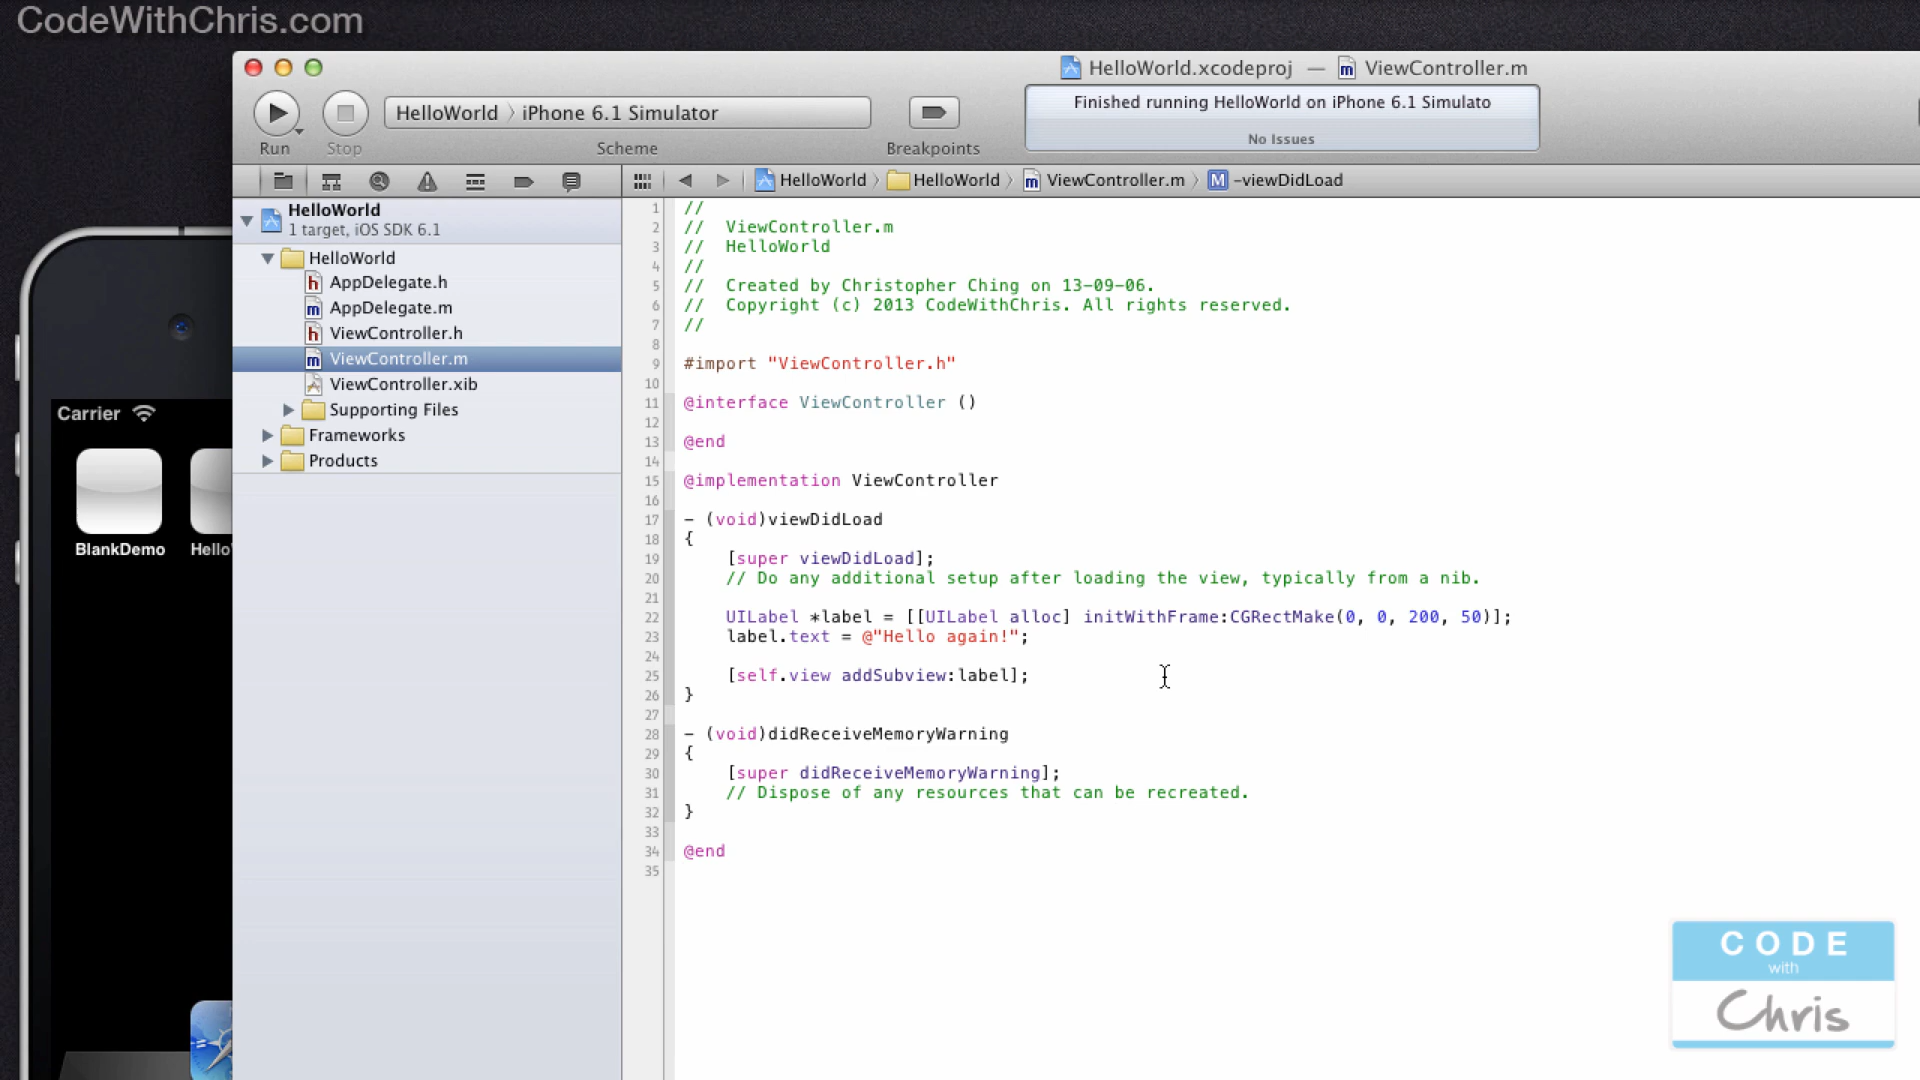 CodeWithChris.com
HelloWorld.xcodeproj — ViewController.m
HelloWorld 〉 iPhone 6.1 Simulator
Finished running HelloWorld on iPhone 6.1 Simulato
No Issues
Run Stop Scheme Breakpoints
HelloWorld 〉 HelloWorld 〉 ViewController.m 〉 M -viewDidLoad
HelloWorld
1 target, iOS SDK 6.1
HelloWorld
AppDelegate.h
AppDelegate.m
ViewController.h
ViewController.m
ViewController.xib
Supporting Files
Frameworks
Products
Carrier
BlankDemo
Hello
1 //
2 // ViewController.m
3 // HelloWorld
4 //
5 // Created by Christopher Ching on 13-09-06.
6 // Copyright (c) 2013 CodeWithChris. All rights reserved.
7 //
8
9 #import "ViewController.h"
10
11 @interface ViewController ()
12
13 @end
14
15 @implementation ViewController
16
17 - (void)viewDidLoad
18 {
19 [super viewDidLoad];
20 // Do any additional setup after loading the view, typically from a nib.
21
22 UILabel *label = [[UILabel alloc] initWithFrame:CGRectMake(0, 0, 200, 50)];
23 label.text = @"Hello again!";
24
25 [self.view addSubview:label];
26 }
27
28 - (void)didReceiveMemoryWarning
29 {
30 [super didReceiveMemoryWarning];
31 // Dispose of any resources that can be recreated.
32 }
33
34 @end
35
CODE
with
Chris